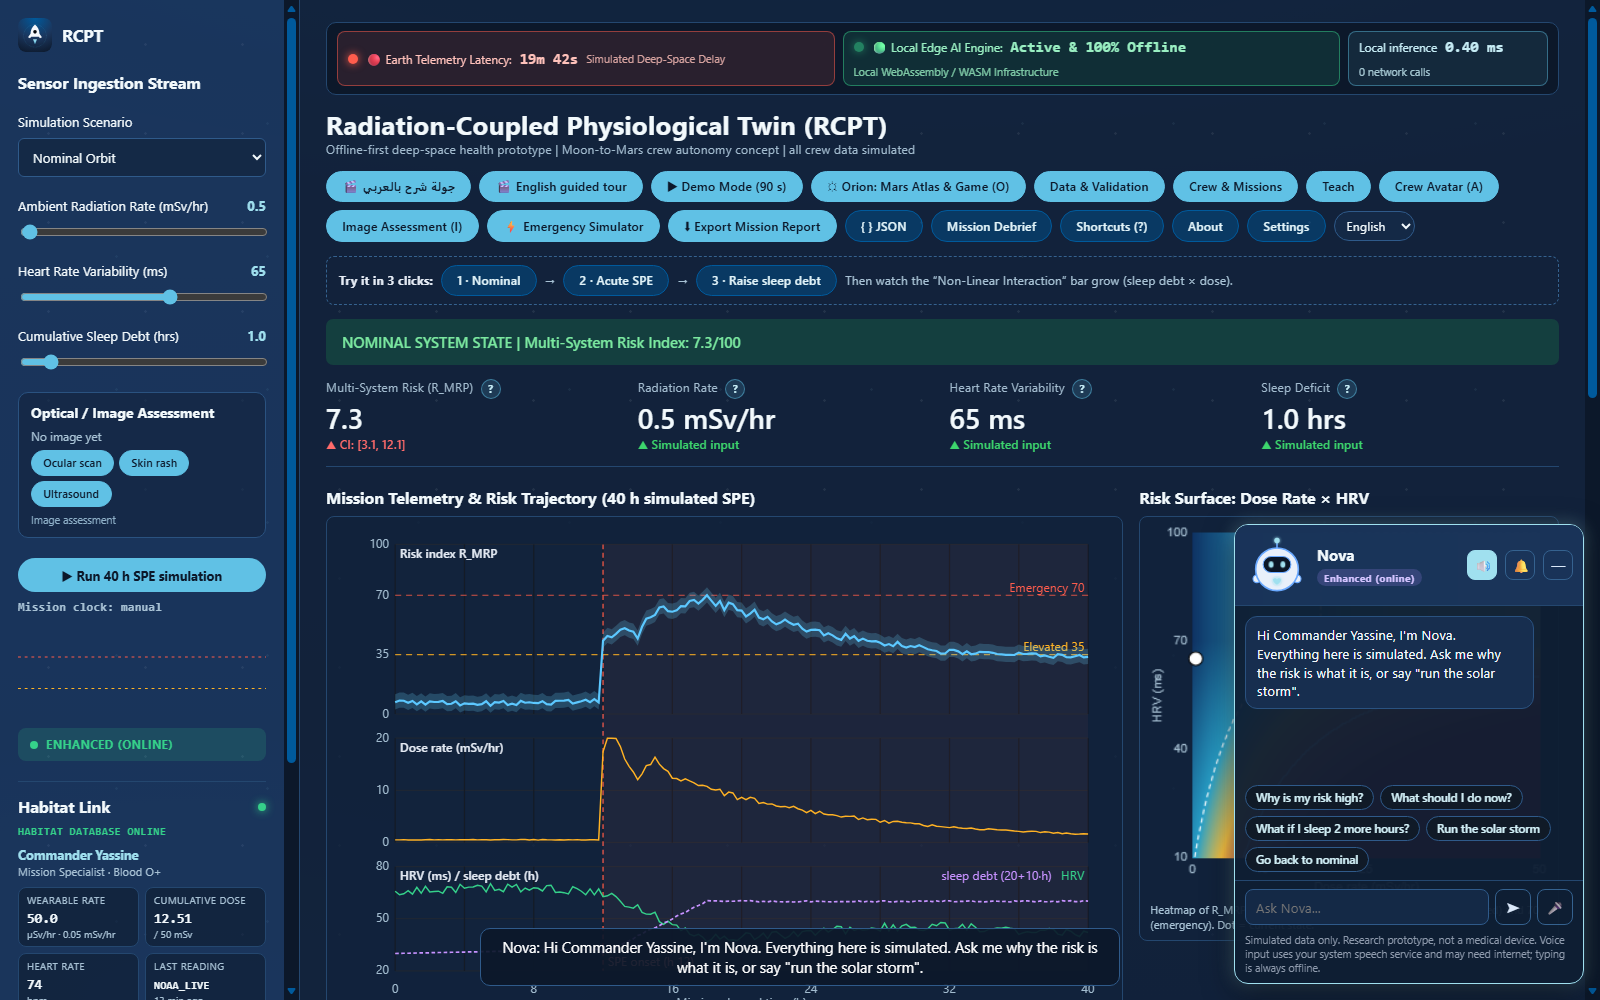 RCPT
Sensor Ingestion Stream
Simulation Scenario
Nominal Orbit
Ambient Radiation Rate (mSv/hr) 0.5
Heart Rate Variability (ms) 65
Cumulative Sleep Debt (hrs) 1.0
Optical / Image Assessment
No image yet
Ocular scan Skin rash
Ultrasound
Image assessment
▶ Run 40 h SPE simulation
Mission clock: manual
ENHANCED (ONLINE)
Habitat Link
HABITAT DATABASE ONLINE
Commander Yassine
Mission Specialist · Blood O+
WEARABLE RATE
50.0
µSv/hr · 0.05 mSv/hr
CUMULATIVE DOSE
12.51
/ 50 mSv
HEART RATE
74
LAST READING
NOAA_LIVE
Earth Telemetry Latency: 19m 42s Simulated Deep-Space Delay
Local Edge AI Engine: Active & 100% Offline
Local WebAssembly / WASM Infrastructure
Local inference 0.40 ms
0 network calls
Radiation-Coupled Physiological Twin (RCPT)
Offline-first deep-space health prototype | Moon-to-Mars crew autonomy concept | all crew data simulated
جولة شرح بالعربي English guided tour ▶ Demo Mode (90 s) Orion: Mars Atlas & Game (O) Data & Validation Crew & Missions Teach Crew Avatar (A)
Image Assessment (I) Emergency Simulator ⬇ Export Mission Report { } JSON Mission Debrief Shortcuts (?) About Settings English
Try it in 3 clicks: 1 · Nominal → 2 · Acute SPE → 3 · Raise sleep debt Then watch the “Non-Linear Interaction” bar grow (sleep debt × dose).
NOMINAL SYSTEM STATE | Multi-System Risk Index: 7.3/100
Multi-System Risk (R_MRP) ?
7.3
▲ CI: [3.1, 12.1]
Radiation Rate ?
0.5 mSv/hr
▲ Simulated input
Heart Rate Variability ?
65 ms
▲ Simulated input
Sleep Deficit ?
1.0 hrs
▲ Simulated input
Mission Telemetry & Risk Trajectory (40 h simulated SPE)
100
Risk index R_MRP
70
Emergency 70
35
Elevated 35
0
20
Dose rate (mSv/hr)
10
0
80
HRV (ms) / sleep debt (h)
sleep debt (20+10·h) HRV
50
20
0 8 16 24 32 40
Nova: Hi Commander Yassine, I'm Nova. Everything here is simulated. Ask me why the risk is
what it is, or say "run the solar storm".
Risk Surface: Dose Rate × HRV
100
70
HRV (ms)
40
10
0
Heatmap of R_M
(emergency). Dot
Nova
Enhanced (online)
Hi Commander Yassine, I'm Nova.
Everything here is simulated. Ask me why
the risk is what it is, or say "run the solar
storm".
Why is my risk high? What should I do now?
What if I sleep 2 more hours? Run the solar storm
Go back to nominal
Ask Nova...
Simulated data only. Research prototype, not a medical device. Voice
input uses your system speech service and may need internet; typing
is always offline.